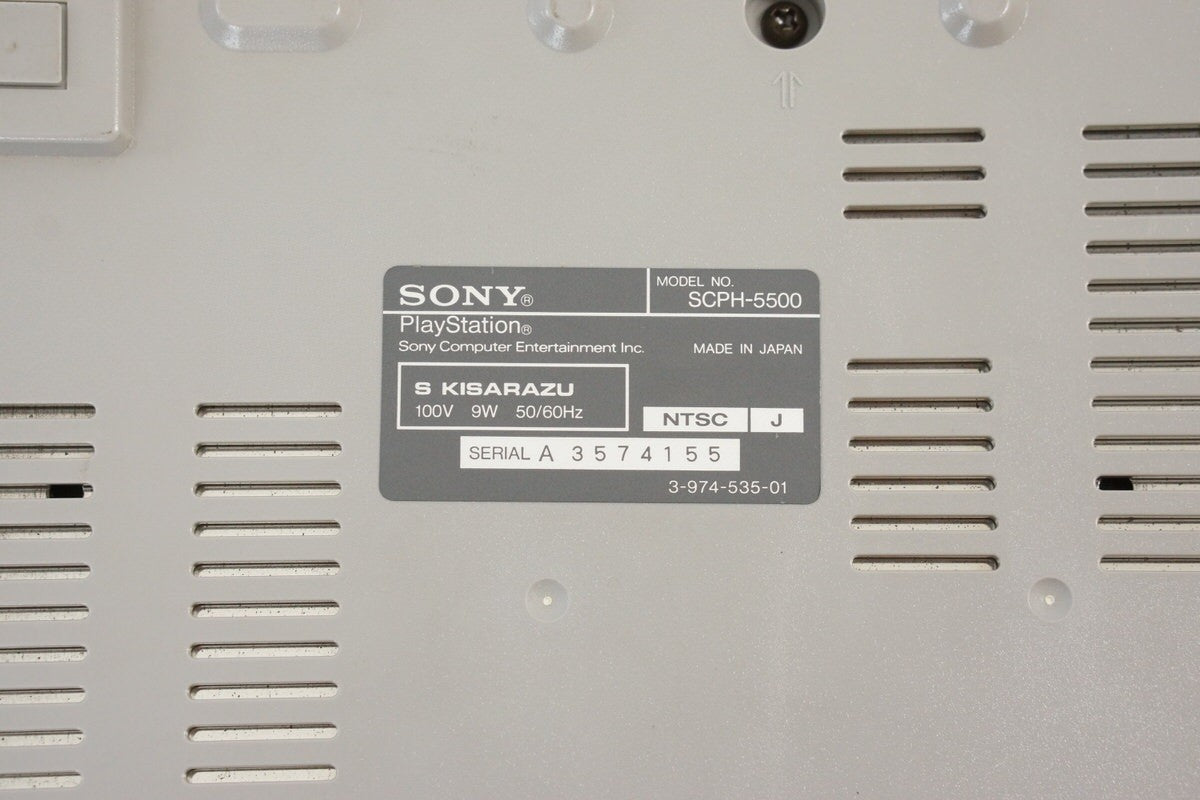 SONY®
MODEL NO.
SCPH-5500
PlayStation®
Sony Computer Entertainment Inc.
MADE IN JAPAN
S KISARAZU
100V 9W 50/60Hz
NTSC J
SERIAL A 3574155
3-974-535-01